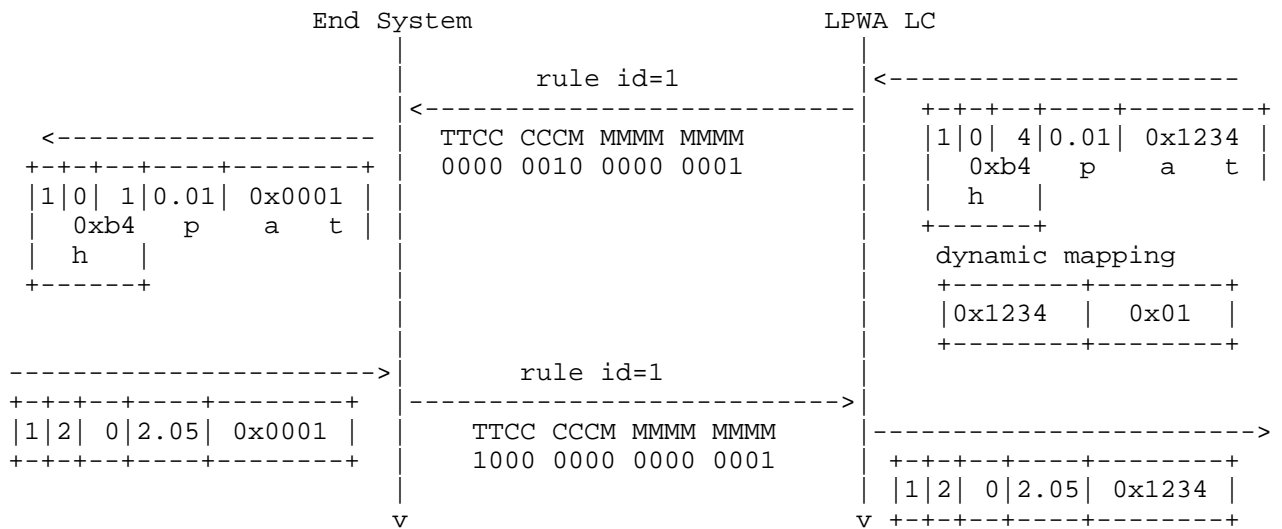 End System                      LPWA LC
                               |                            |
                               |        rule id=1           |<----------------------
                               |<---------------------------|   +-+-+--+----+---------+
  <--------------------        |  TTCC CCCM MMMM MMMM       |   |1|0| 4|0.01| 0x1234  |
 +-+-+--+----+--------+        |  0000 0010 0000 0001       |   |  0xb4   p    a   t |
 |1|0| 1|0.01| 0x0001 |        |                            |   |  h   |
 |  0xb4   p    a   t |        |                            |   +------+
 |  h   |                      |                            |    dynamic mapping
 +------+                      |                            |    +--------+--------+
                               |                            |    |0x1234  |  0x01  |
                               |                            |    +--------+--------+
----------------------->|       rule id=1            |
+-+-+--+----+--------+         |--------------------------->|
|1|2| 0|2.05| 0x0001 |         |    TTCC CCCM MMMM MMMM     |------------------------>
+-+-+--+----+--------+         |    1000 0000 0000 0001     | +-+-+--+----+--------+
                               |                            | |1|2| 0|2.05| 0x1234 |
                               v                            v +-+-+--+----+--------+